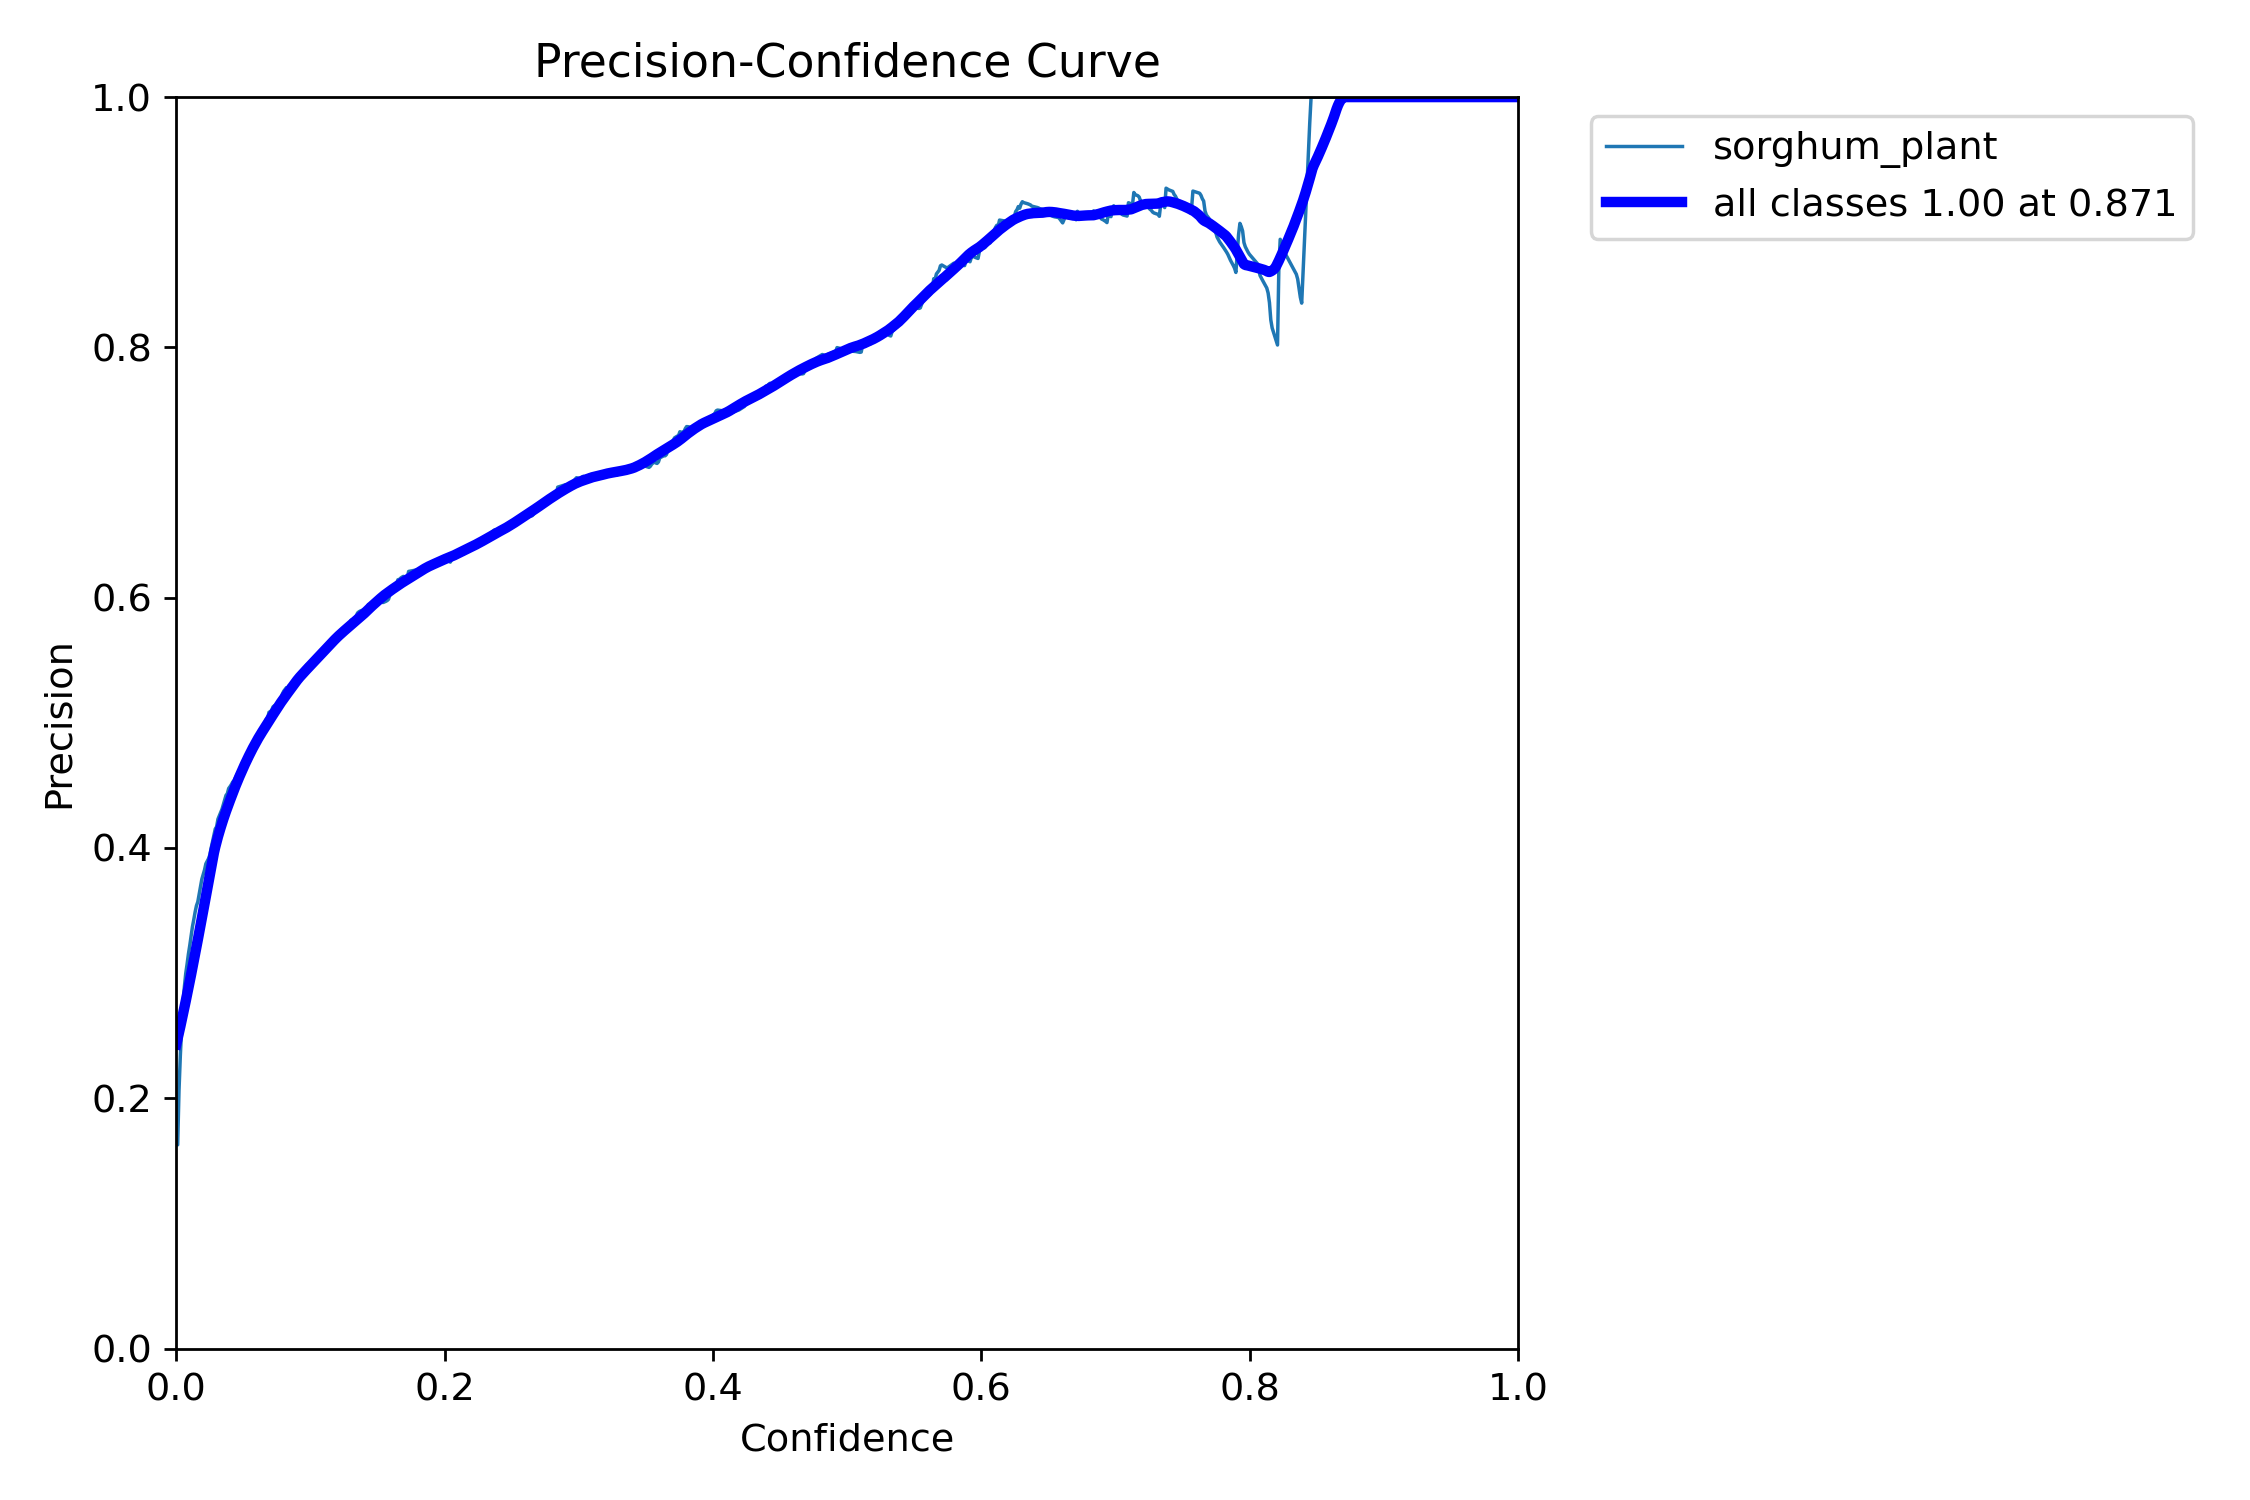 Precision-Confidence Curve
1.0
0.8
0.6
0.4
0.2
0.0
Precision
0.0 0.2 0.4 0.6 0.8 1.0
Confidence
sorghum_plant
all classes 1.00 at 0.871